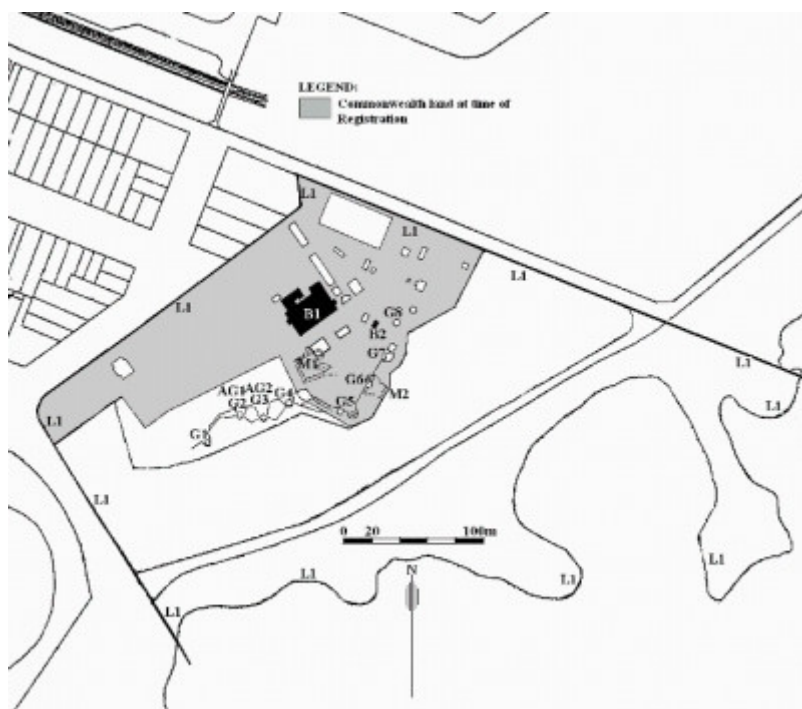 LEGEND:
Commonwealth land at time of
Registration
L1
L1
L1
L1
B1
G8
B2
G7
L1
M1
G6
M2
AG1 AG2
G4
G2 G3
G5
L1
L1
G1
L1
0 20 100m
N
L1
L1
L1
L1